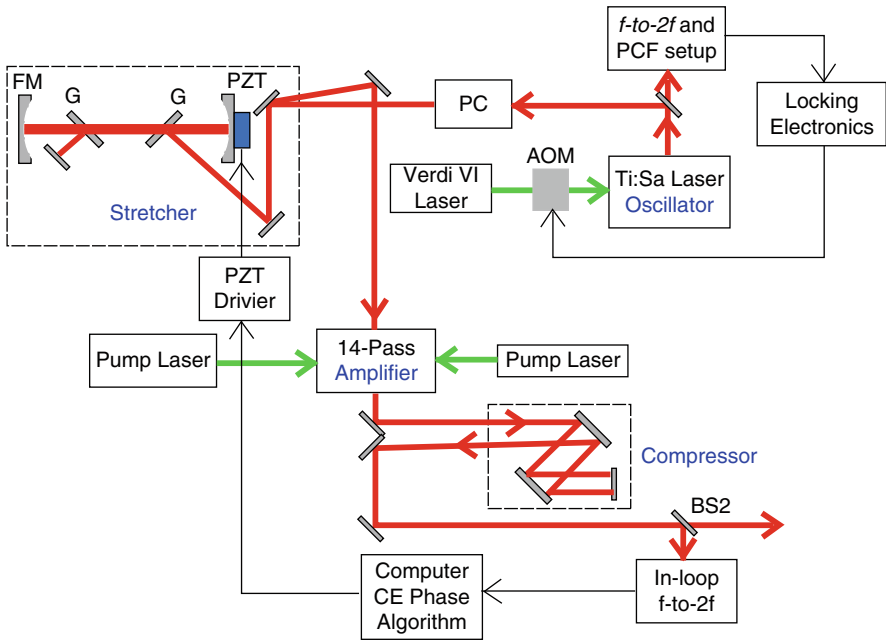 f-to-2f and
PCF setup
FM
G
G
PZT
PC
Locking
Electronics
AOM
Verdi VI
Laser
Ti:Sa Laser
Oscillator
Stretcher
PZT
Drivier
Pump Laser
14-Pass
Amplifier
Pump Laser
Compressor
BS2
Computer
CE Phase
Algorithm
In-loop
f-to-2f